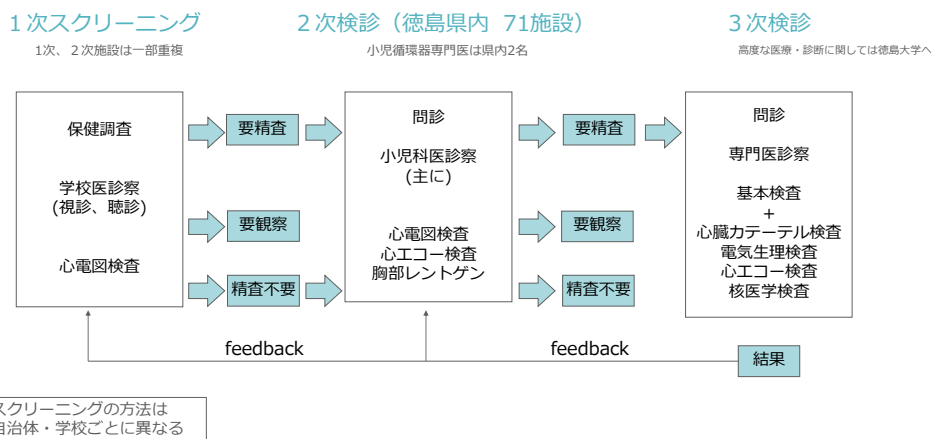 1次スクリーニング
1次、2次施設は一部重複
保健調査
学校医診察
(視診、聴診)
心電図検査
要精査
要観察
精査不要
2次検診（徳島県内 71施設）
小児循環器専門医は県内2名
問診
小児科医診察
(主に)
心電図検査
心エコー検査
胸部レントゲン
要精査
要観察
精査不要
3次検診
高度な医療・診断に関しては徳島大学へ
問診
専門医診察
基本検査
+
心臓カテーテル検査
電気生理検査
心エコー検査
核医学検査
feedback
feedback
結果
スクリーニングの方法は
自治体・学校ごとに異なる